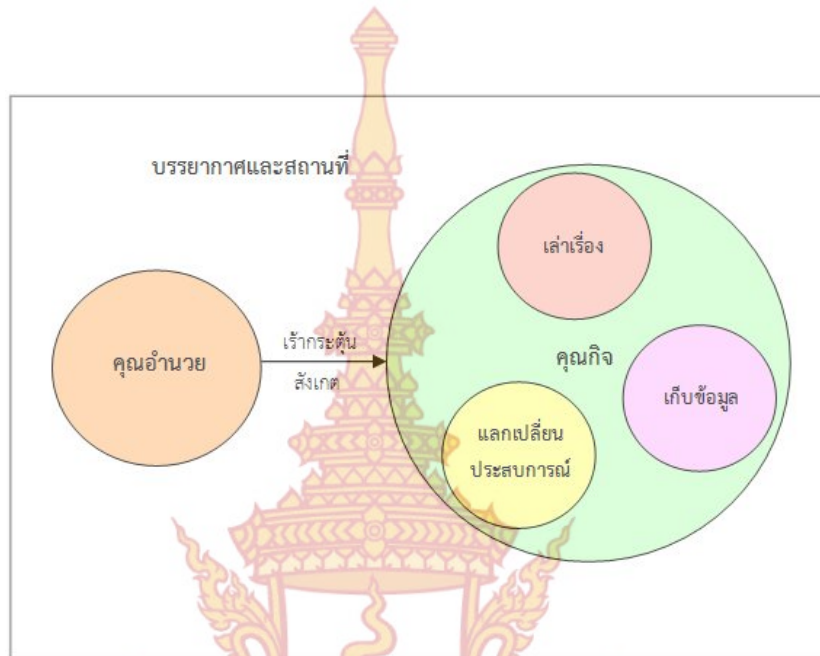 บรรยากาศและสถานที่
คุณอำนวย
เร้ากระตุ้น
สังเกต
คุณกิจ
เล่าเรื่อง
เก็บข้อมูล
แลกเปลี่ยน
ประสบการณ์